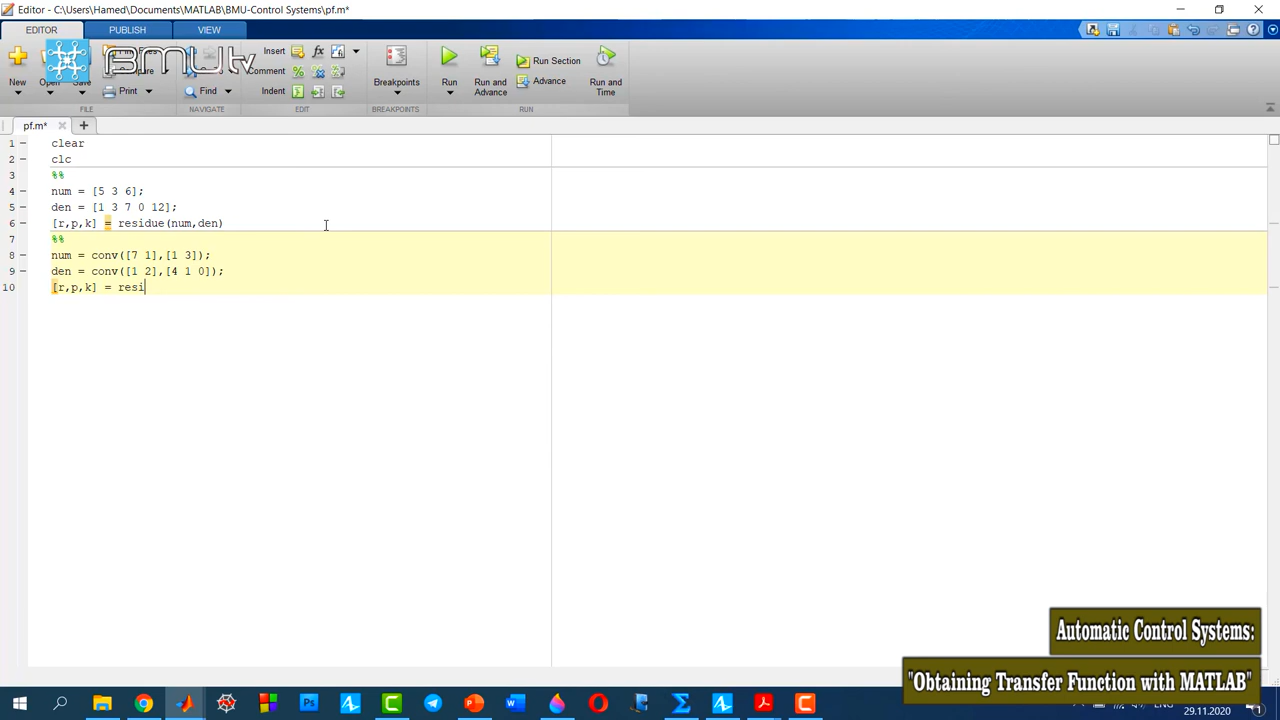 Editor - C:\Users\Hamed\Documents\MATLAB\BMU-Control Systems\pf.m*
EDITOR PUBLISH VIEW
BMU tv
Insert fx
Run Section
Comment %
New Open Save Breakpoints Run Run and Advance Advance Run and Time
Print Find Indent
FILE NAVIGATE EDIT BREAKPOINTS RUN
pf.m*
1 clear
2 clc
3 %%
4 num = [5 3 6];
5 den = [1 3 7 0 12];
6 [r,p,k] = residue(num,den)
7 %%
8 num = conv([7 1],[1 3]);
9 den = conv([1 2],[4 1 0]);
10 [r,p,k] = resi
Automatic Control Systems:
"Obtaining Transfer Function with MATLAB"
ENG
29.11.2020